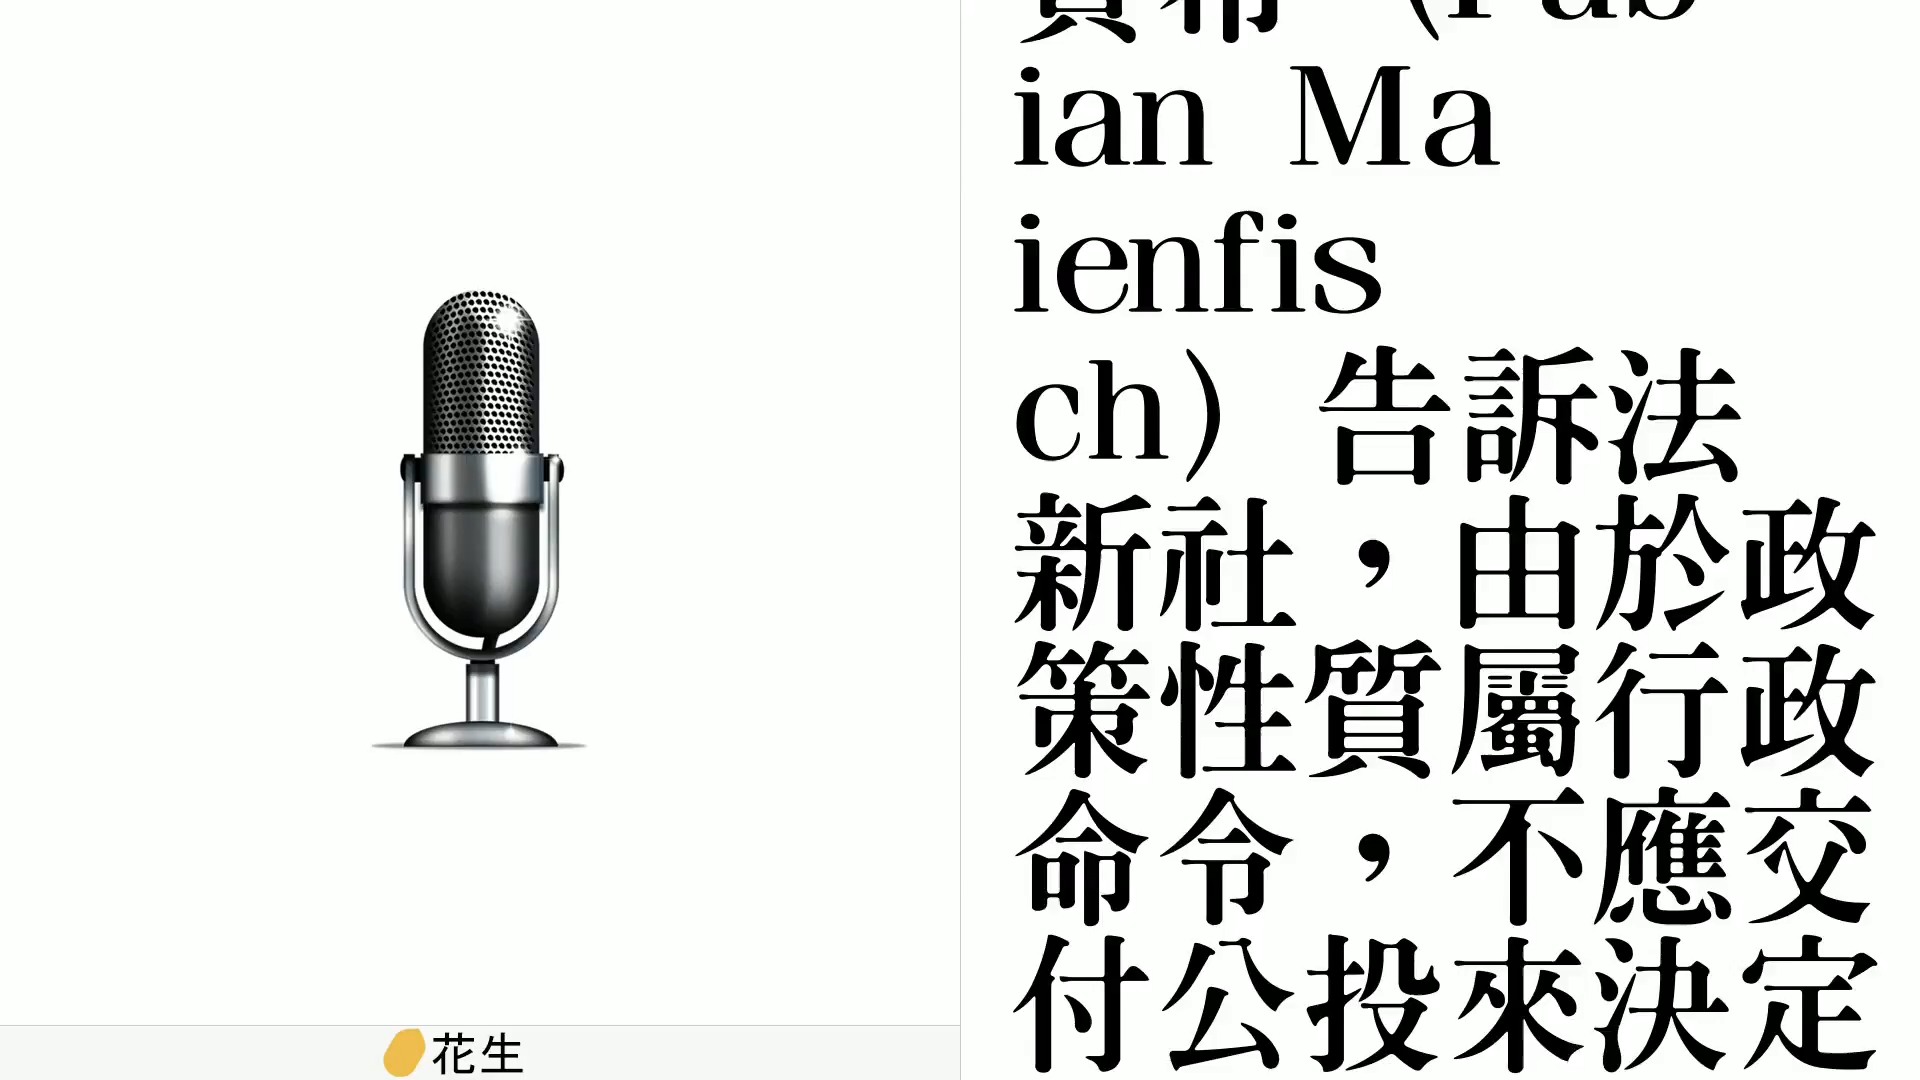 ian Ma
ienfis
ch) 告訴法
新社，由於政
策性質屬行政
命令，不應交
付公投來決定
花生